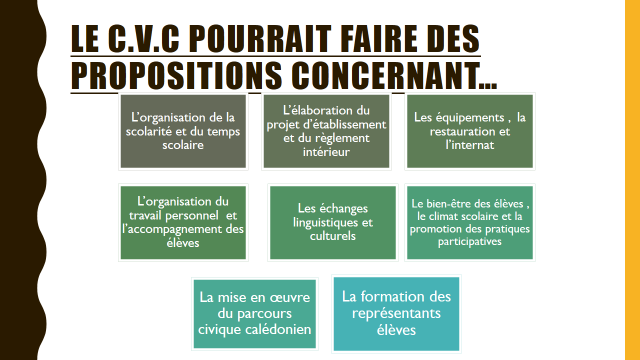 LE C.V.C POURRAIT FAIRE DES
PROPOSITIONS CONCERNANT…
L'organisation de la
scolarité et du temps
scolaire
L'élaboration du
projet d'établissement
et du règlement
intérieur
Les équipements , la
restauration et
l'internat
L'organisation du
travail personnel et
l'accompagnement des
élèves
Les échanges
linguistiques et
culturels
Le bien-être des élèves ,
le climat scolaire et la
promotion des pratiques
participatives
La mise en œuvre
du parcours
civique calédonien
La formation des
représentants
élèves